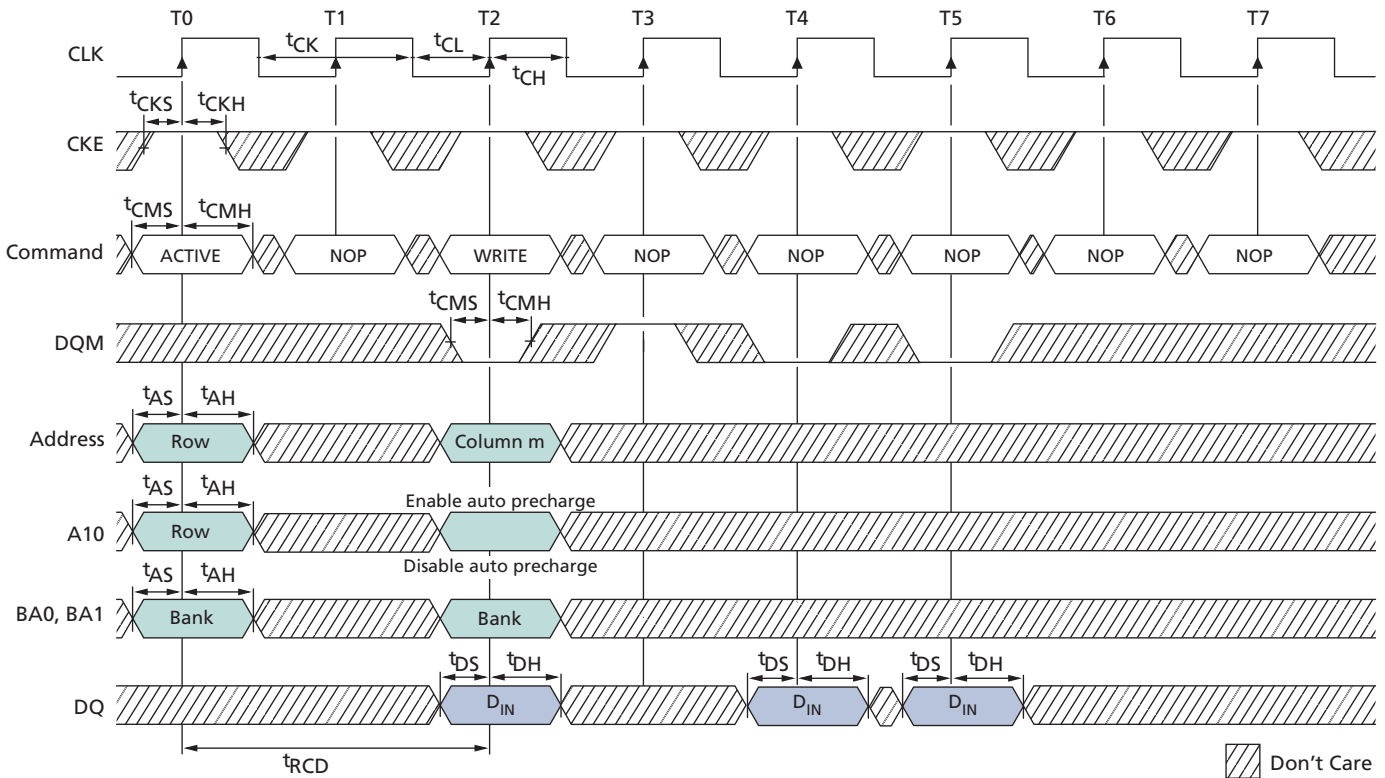 T0 T1 T2 T3 T4 T5 T6 T7
CLK
tCK tCL
tCH
tCKS tCKH
CKE
tCMS tCMH
Command ACTIVE NOP WRITE NOP NOP NOP NOP NOP
tCMS tCMH
DQM
tAS tAH
Address Row Column m
tAS tAH Enable auto precharge
A10 Row
Disable auto precharge
tAS tAH
BA0, BA1 Bank Bank
tDS tDH tDS tDH tDS tDH
DQ DIN DIN DIN
tRCD
Don't Care